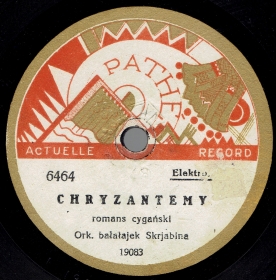 PATHE
ACTUELLE RECORD
6464 Elektro.
CHRYZANTEMY
romans cygański
Ork. bałałajek Skrjabina
19083